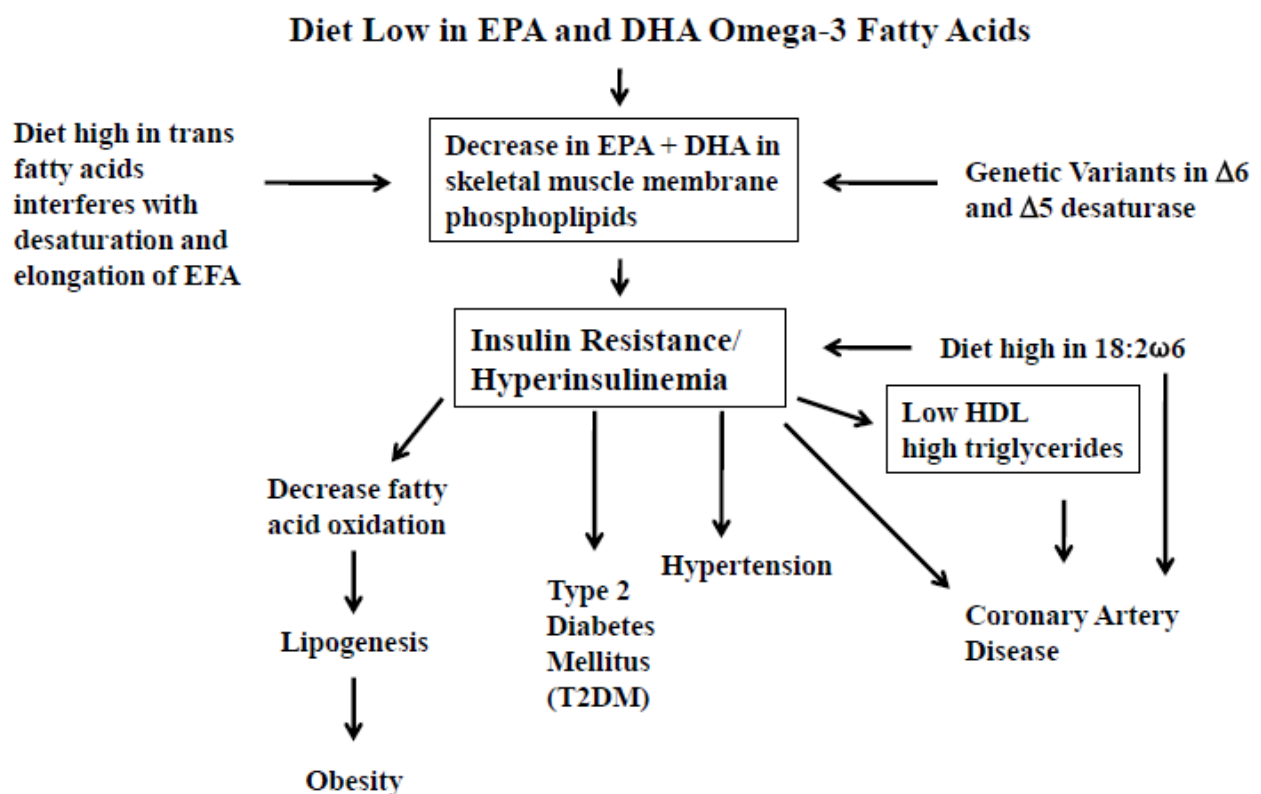 Diet Low in EPA and DHA Omega-3 Fatty Acids
Diet high in trans
fatty acids
interferes with
desaturation and
elongation of EFA
Decrease in EPA + DHA in
skeletal muscle membrane
phosphoplipids
Genetic Variants in Δ6
and Δ5 desaturase
Insulin Resistance/
Hyperinsulinemia
Diet high in 18:2ω6
Low HDL
high triglycerides
Decrease fatty
acid oxidation
Lipogenesis
Obesity
Type 2
Diabetes
Mellitus
(T2DM)
Hypertension
Coronary Artery
Disease